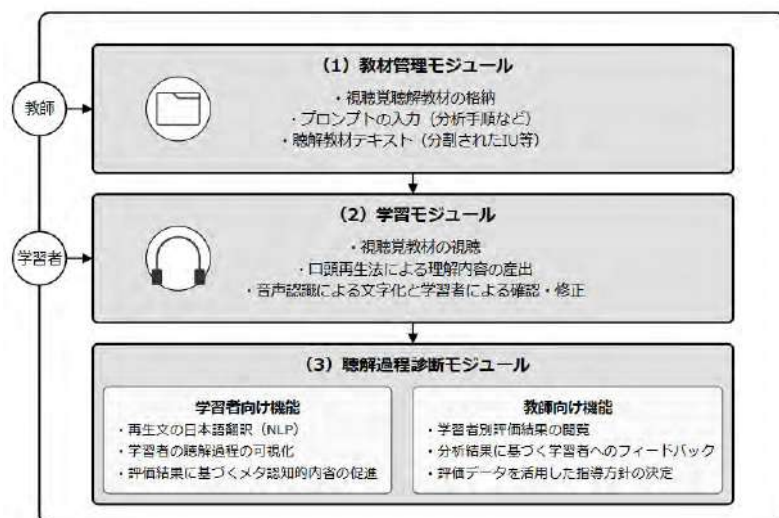 （1）教材管理モジュール
・視聴覚聴解教材の格納
・プロンプトの入力（分析手順など）
・聴解教材テキスト（分割されたIU等）
教師
（2）学習モジュール
・視聴覚教材の視聴
・口頭再生法による理解内容の産出
・音声認識による文字化と学習者による確認・修正
学習者
（3）聴解過程診断モジュール
学習者向け機能
・再生文の日本語翻訳（NLP）
・学習者の聴解過程の可視化
・評価結果に基づくメタ認知的内省の促進
教師向け機能
・学習者別評価結果の閲覧
・分析結果に基づく学習者へのフィードバック
・評価データを活用した指導方針の決定